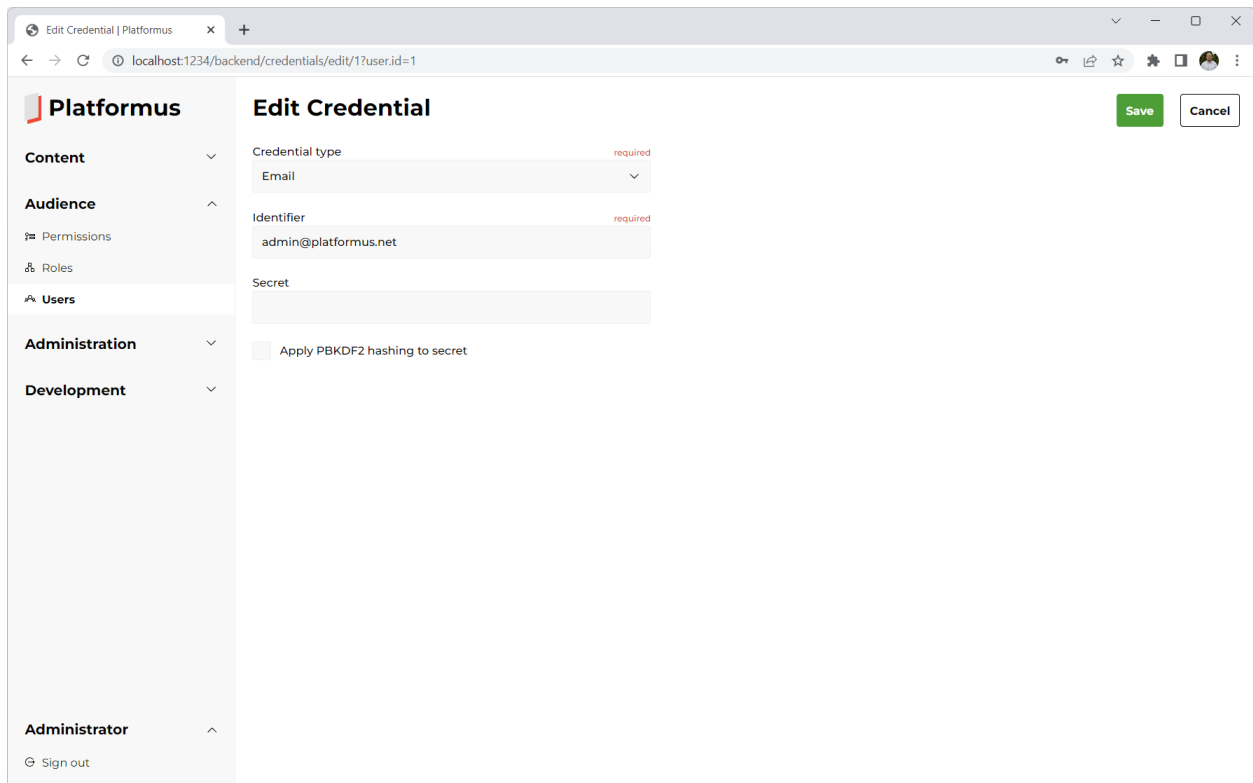 Edit Credential | Platformus
localhost:1234/backend/credentials/edit/1?user.id=1
Platformus
Edit Credential
Save
Cancel
Content
Audience
Permissions
Roles
Users
Administration
Development
Credential type
required
Email
Identifier
required
admin@platformus.net
Secret
Apply PBKDF2 hashing to secret
Administrator
Sign out